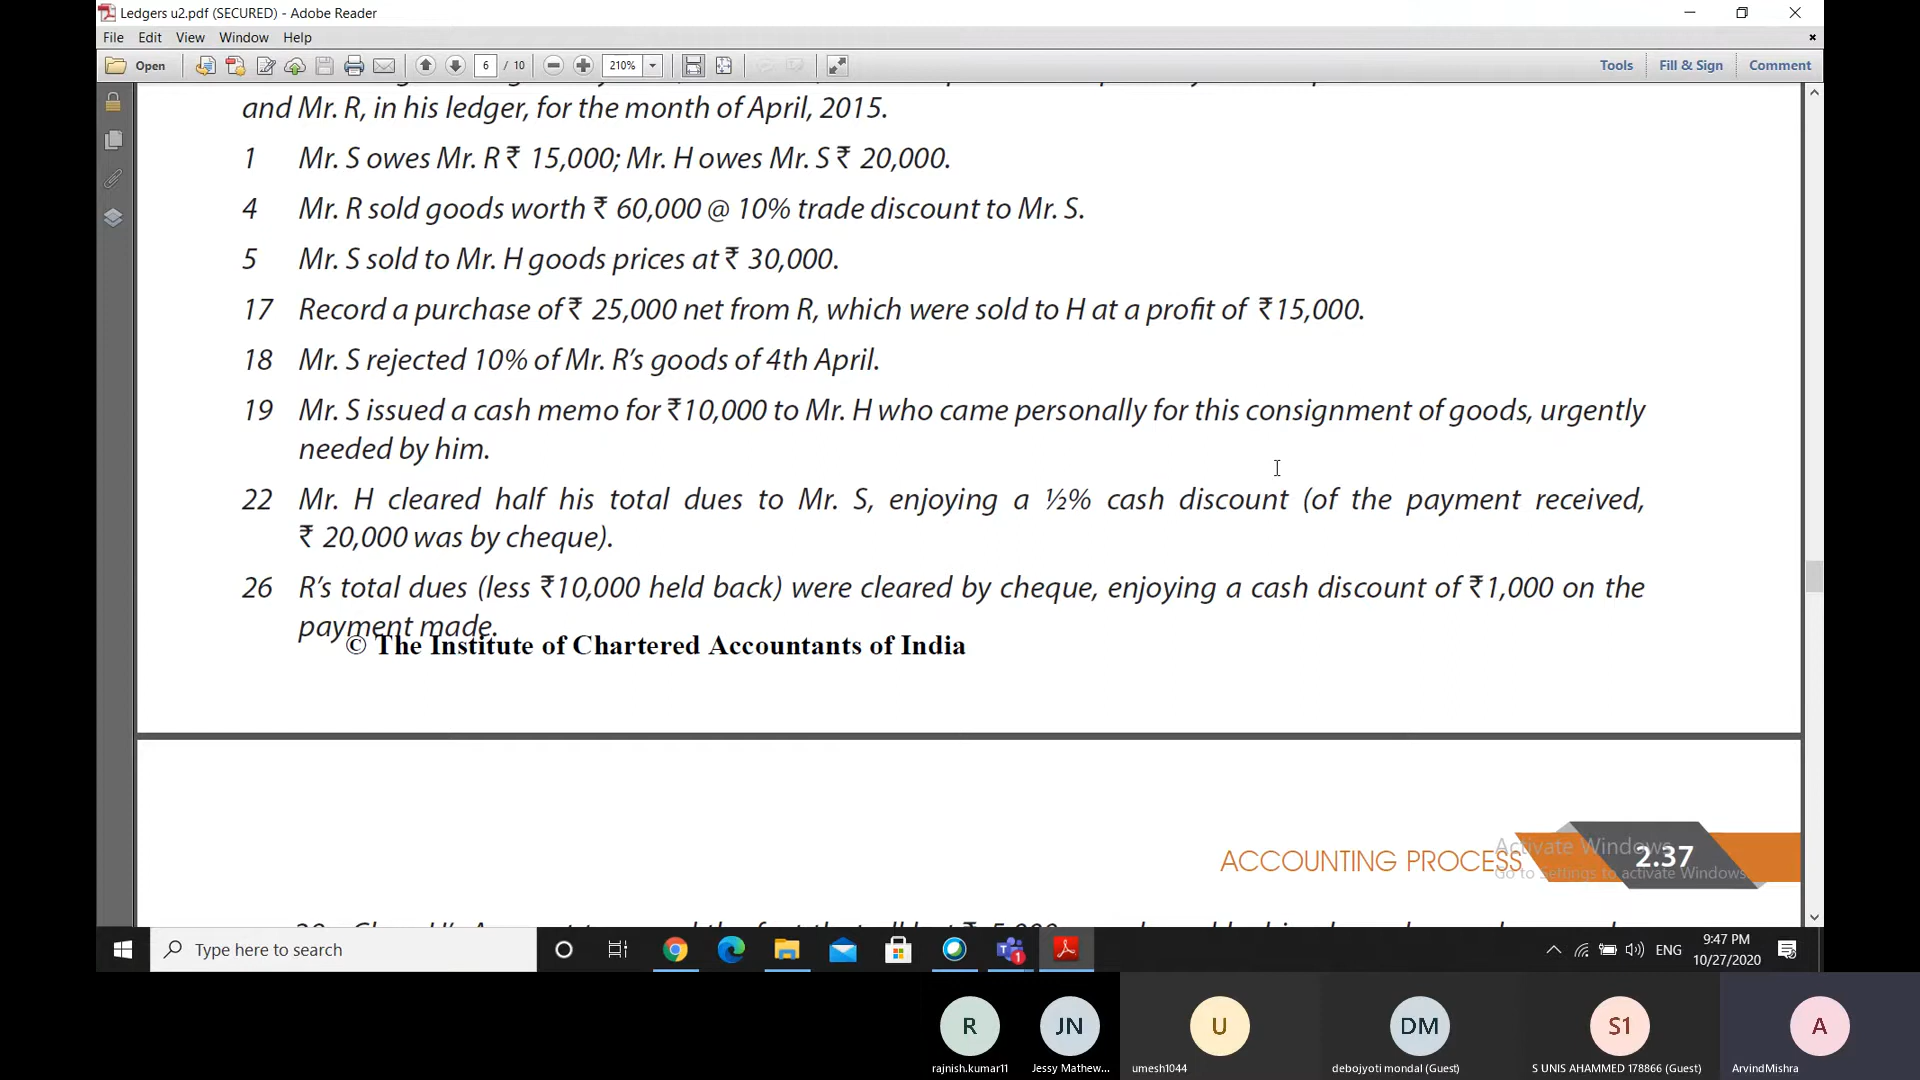 Ledgers u2.pdf (SECURED) - Adobe Reader
File Edit View Window Help
Open 6 / 10 210% Tools Fill & Sign Comment
and Mr. R, in his ledger, for the month of April, 2015.
1 Mr. S owes Mr. R ₹ 15,000; Mr. H owes Mr. S ₹ 20,000.
4 Mr. R sold goods worth ₹ 60,000 @ 10% trade discount to Mr. S.
5 Mr. S sold to Mr. H goods prices at ₹ 30,000.
17 Record a purchase of ₹ 25,000 net from R, which were sold to H at a profit of ₹15,000.
18 Mr. S rejected 10% of Mr. R’s goods of 4th April.
19 Mr. S issued a cash memo for ₹10,000 to Mr. H who came personally for this consignment of goods, urgently
needed by him.
22 Mr. H cleared half his total dues to Mr. S, enjoying a ½% cash discount (of the payment received,
₹ 20,000 was by cheque).
26 R’s total dues (less ₹10,000 held back) were cleared by cheque, enjoying a cash discount of ₹1,000 on the
payment made.
© The Institute of Chartered Accountants of India
ACCOUNTING PROCESS 2.37
Activate Windows
Go to Settings to activate Windows
Type here to search
1
ENG
9:47 PM
10/27/2020
R JN U DM S1 A
rajnish.kumar11 Jessy Mathew... umesh1044 debojyoti mondal (Guest) S UNIS AHAMMED 178866 (Guest) ArvindMishra